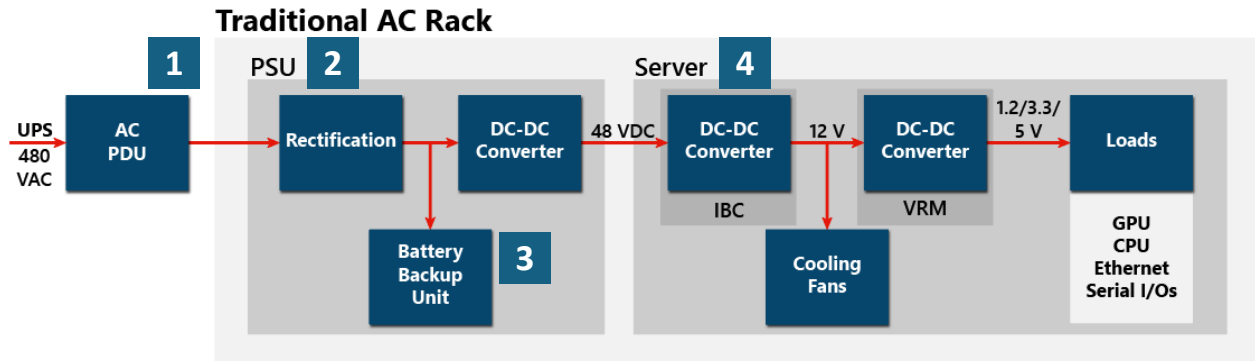 Traditional AC Rack
1
PSU
2
Server
4
UPS
480
VAC
AC
PDU
Rectification
DC-DC
Converter
48 VDC
DC-DC
Converter
IBC
12 V
DC-DC
Converter
VRM
1.2/3.3/
5 V
Loads
Battery
Backup
Unit
3
Cooling
Fans
GPU
CPU
Ethernet
Serial I/Os